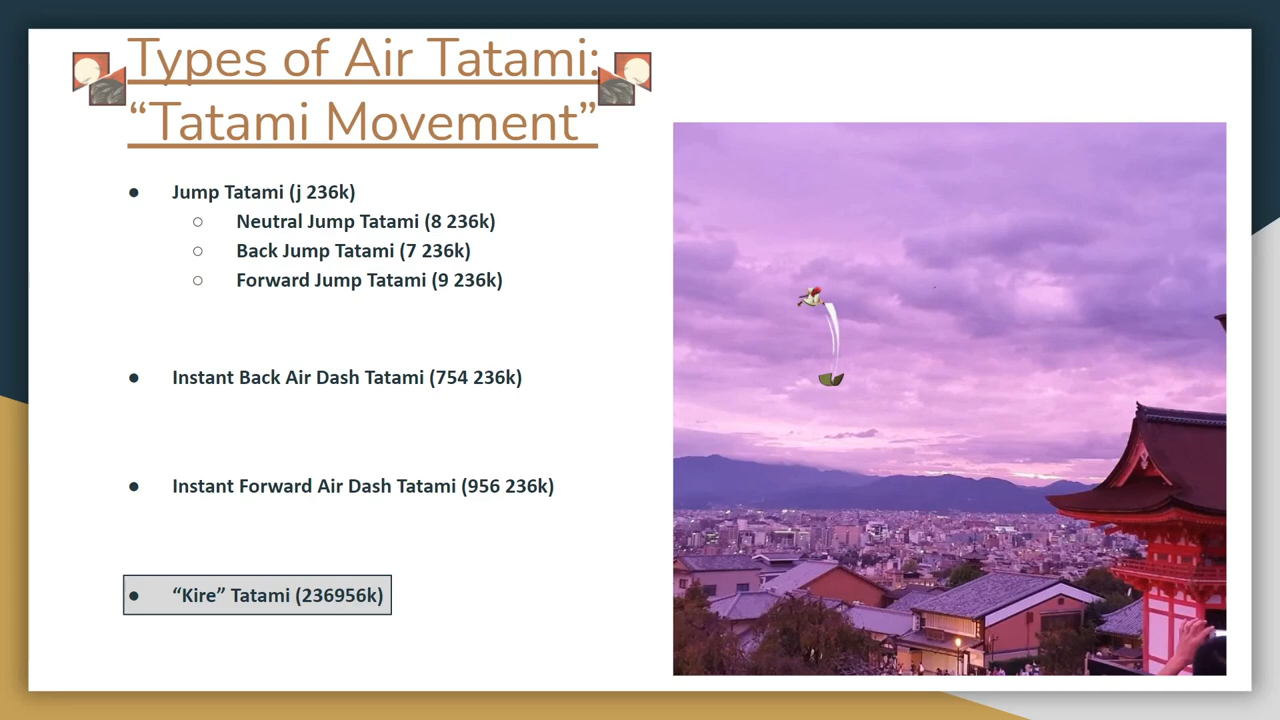 Types of Air Tatami:
“Tatami Movement”
● Jump Tatami (j 236k)
○ Neutral Jump Tatami (8 236k)
○ Back Jump Tatami (7 236k)
○ Forward Jump Tatami (9 236k)
● Instant Back Air Dash Tatami (754 236k)
● Instant Forward Air Dash Tatami (956 236k)
● “Kire” Tatami (236956k)